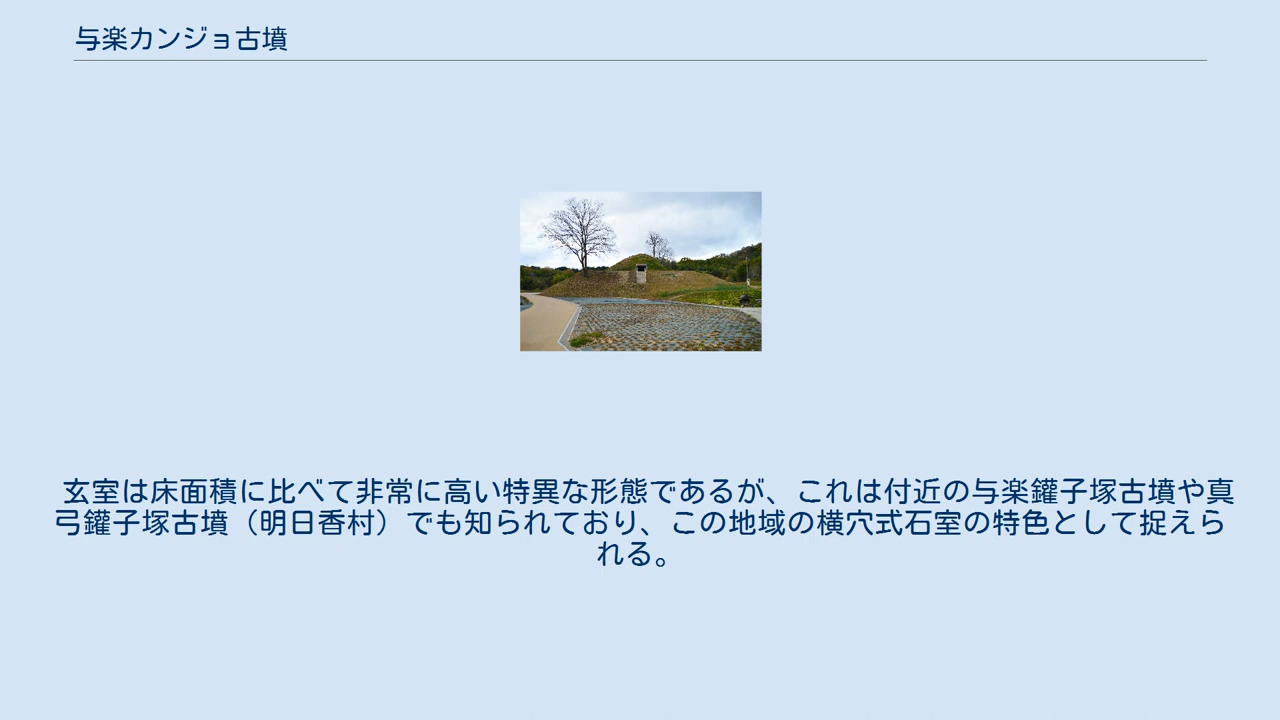 与楽カンジョ古墳
玄室は床面積に比べて非常に高い特異な形態であるが、これは付近の与楽鑵子塚古墳や真
弓鑵子塚古墳（明日香村）でも知られており、この地域の横穴式石室の特色として捉えら
れる。